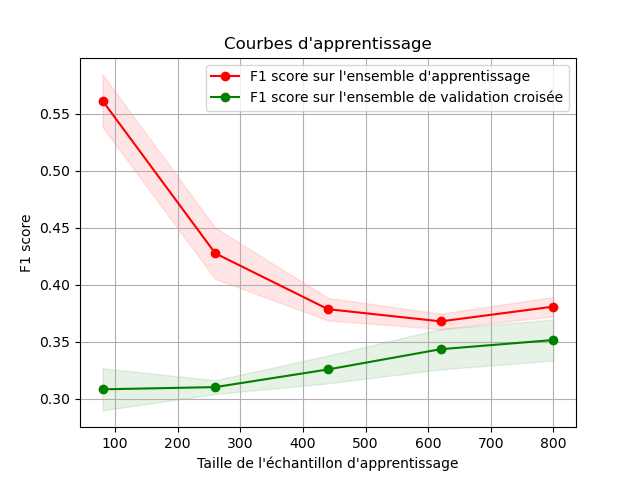 Courbes d'apprentissage
F1 score sur l'ensemble d'apprentissage
F1 score sur l'ensemble de validation croisée
0.55
0.50
0.45
0.40
0.35
0.30
F1 score
100 200 300 400 500 600 700 800
Taille de l'échantillon d'apprentissage